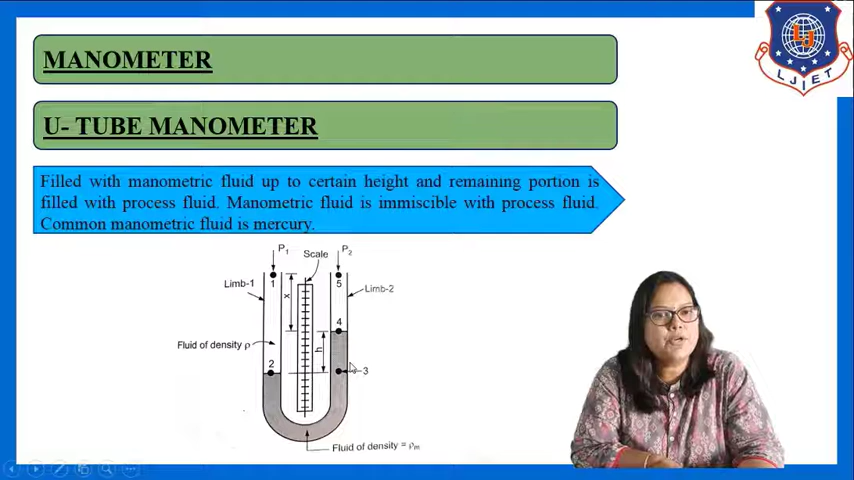 MANOMETER
U- TUBE MANOMETER
Filled with manometric fluid up to certain height and remaining portion is
filled with process fluid. Manometric fluid is immiscible with process fluid.
Common manometric fluid is mercury.
P1
Scale
P2
1
5
Limb-1
x
Limb-2
4
Fluid of density ρ
h
2
3
Fluid of density = ρm
LJ
LJIET